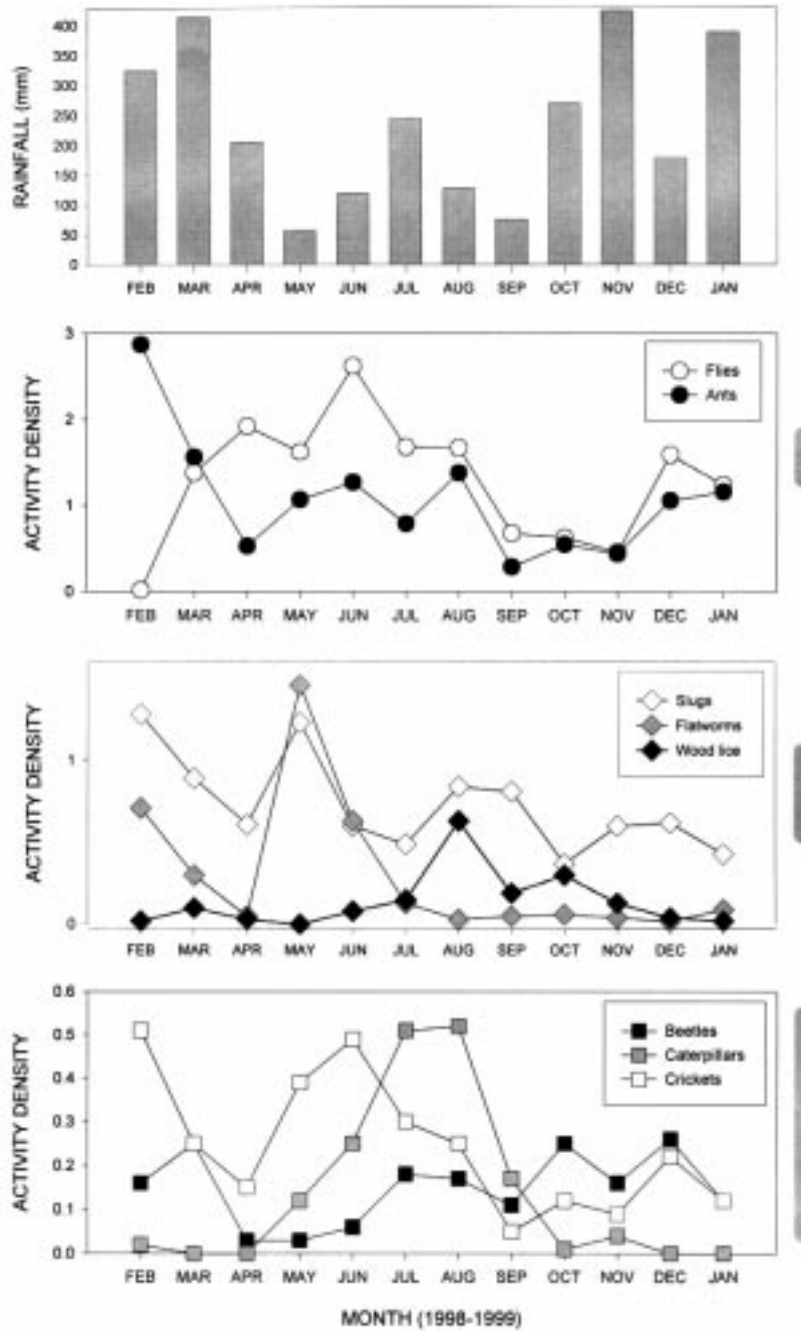 RAINFALL (mm)
400
350
300
250
200
150
100
50
0
FEB MAR APR MAY JUN JUL AUG SEP OCT NOV DEC JAN
ACTIVITY DENSITY
3
2
1
0
Flies
Ants
FEB MAR APR MAY JUN JUL AUG SEP OCT NOV DEC JAN
ACTIVITY DENSITY
1
0
Slugs
Flatworms
Wood lice
FEB MAR APR MAY JUN JUL AUG SEP OCT NOV DEC JAN
ACTIVITY DENSITY
0.6
0.5
0.4
0.3
0.2
0.1
0.0
Beetles
Caterpillars
Crickets
FEB MAR APR MAY JUN JUL AUG SEP OCT NOV DEC JAN
MONTH (1998-1999)